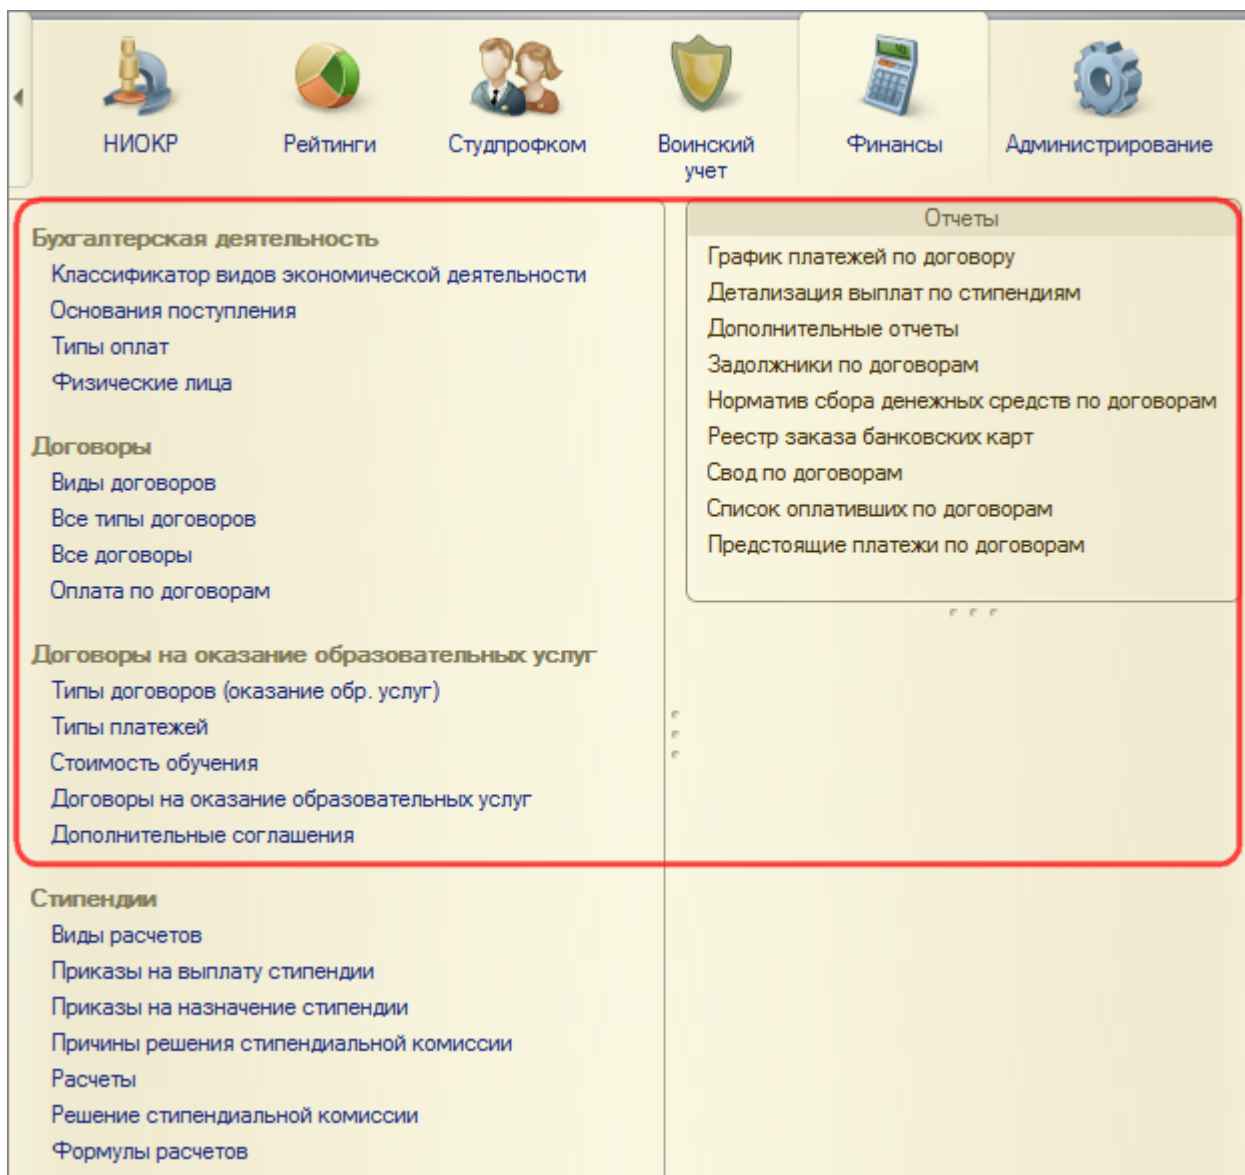 НИОКР
Рейтинги
Студпрофком
Воинский
учет
Финансы
Администрирование
Бухгалтерская деятельность
Классификатор видов экономической деятельности
Основания поступления
Типы оплат
Физические лица
Договоры
Виды договоров
Все типы договоров
Все договоры
Оплата по договорам
Договоры на оказание образовательных услуг
Типы договоров (оказание обр. услуг)
Типы платежей
Стоимость обучения
Договоры на оказание образовательных услуг
Дополнительные соглашения
Стипендии
Виды расчетов
Приказы на выплату стипендии
Приказы на назначение стипендии
Причины решения стипендиальной комиссии
Расчеты
Решение стипендиальной комиссии
Формулы расчетов
Отчеты
График платежей по договору
Детализация выплат по стипендиям
Дополнительные отчеты
Задолжники по договорам
Норматив сбора денежных средств по договорам
Реестр заказа банковских карт
Свод по договорам
Список оплативших по договорам
Предстоящие платежи по договорам